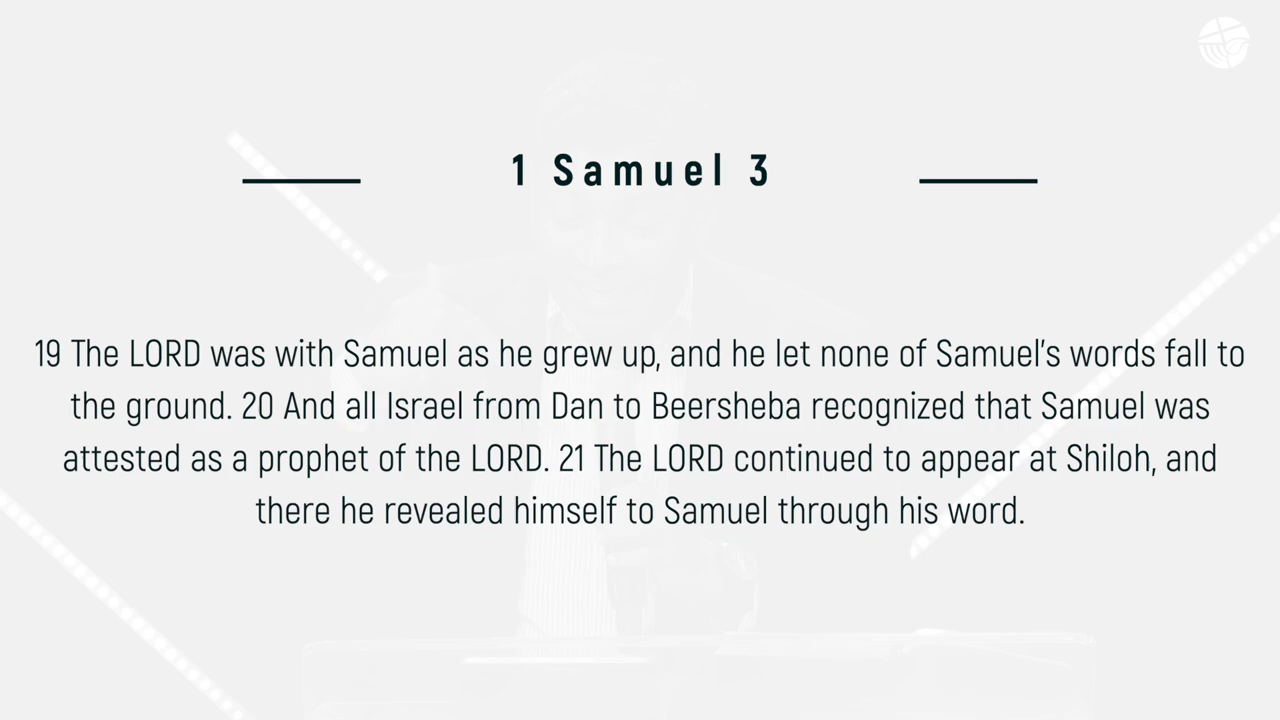 1 Samuel 3
19 The LORD was with Samuel as he grew up, and he let none of Samuel's words fall to
the ground. 20 And all Israel from Dan to Beersheba recognized that Samuel was
attested as a prophet of the LORD. 21 The LORD continued to appear at Shiloh, and
there he revealed himself to Samuel through his word.